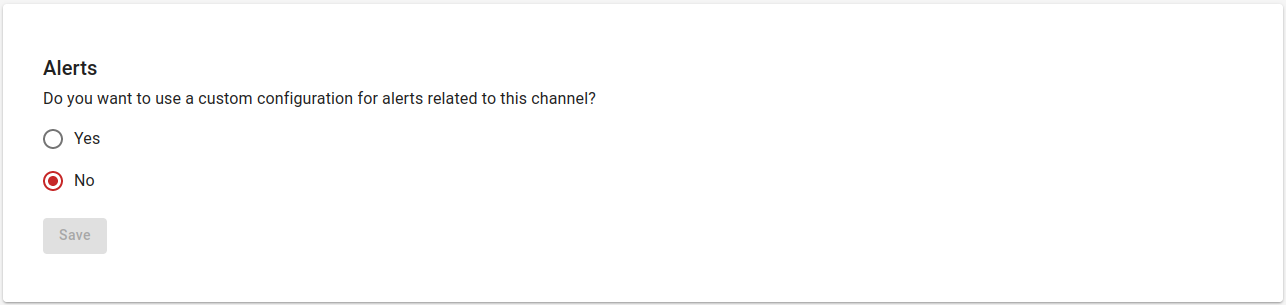 Alerts
Do you want to use a custom configuration for alerts related to this channel?
Yes
No
Save